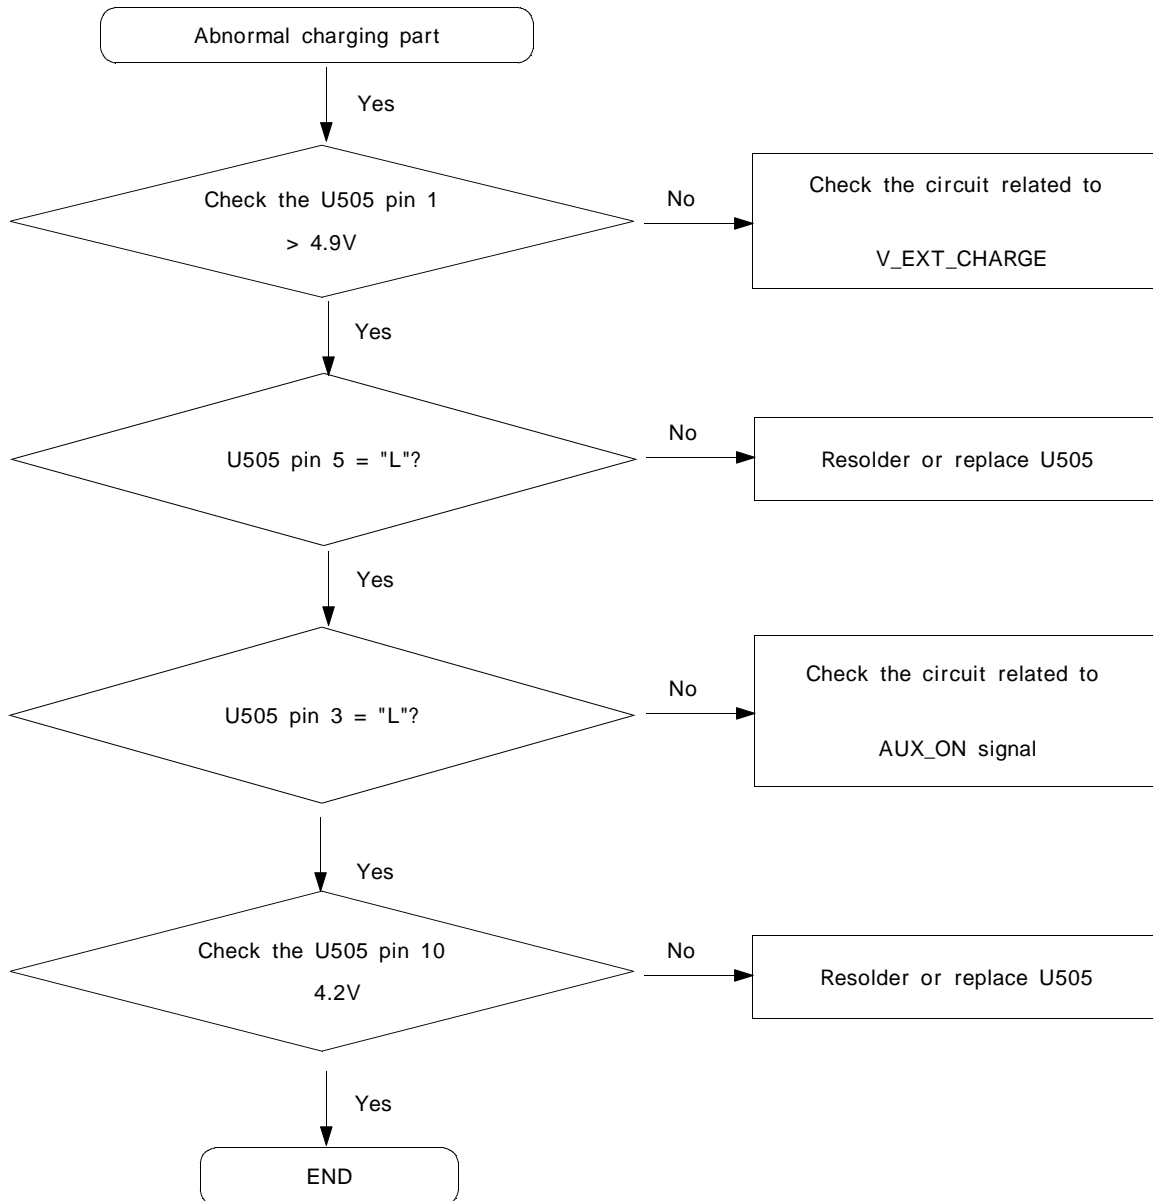 Abnormal charging part
Yes
Check the U505 pin 1
> 4.9V
No
Check the circuit related to
V_EXT_CHARGE
Yes
U505 pin 5 = "L"?
No
Resolder or replace U505
Yes
U505 pin 3 = "L"?
No
Check the circuit related to
AUX_ON signal
Yes
Check the U505 pin 10
4.2V
No
Resolder or replace U505
Yes
END